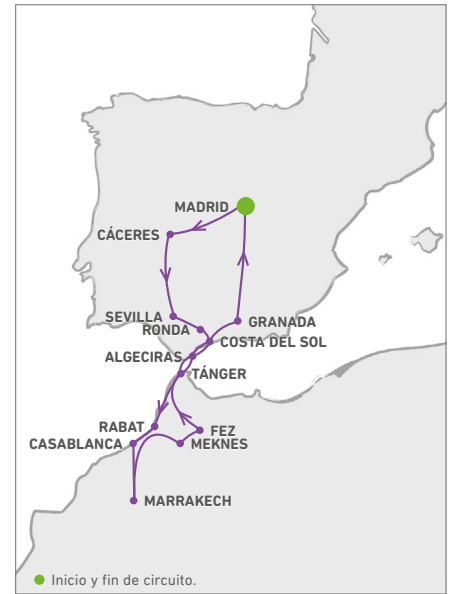 MADRID
CÁCERES
SEVILLA
RONDA
GRANADA
COSTA DEL SOL
ALGECIRAS
TÁNGER
RABAT
FEZ
CASABLANCA
MEKNES
MARRAKECH
Inicio y fin de circuito.